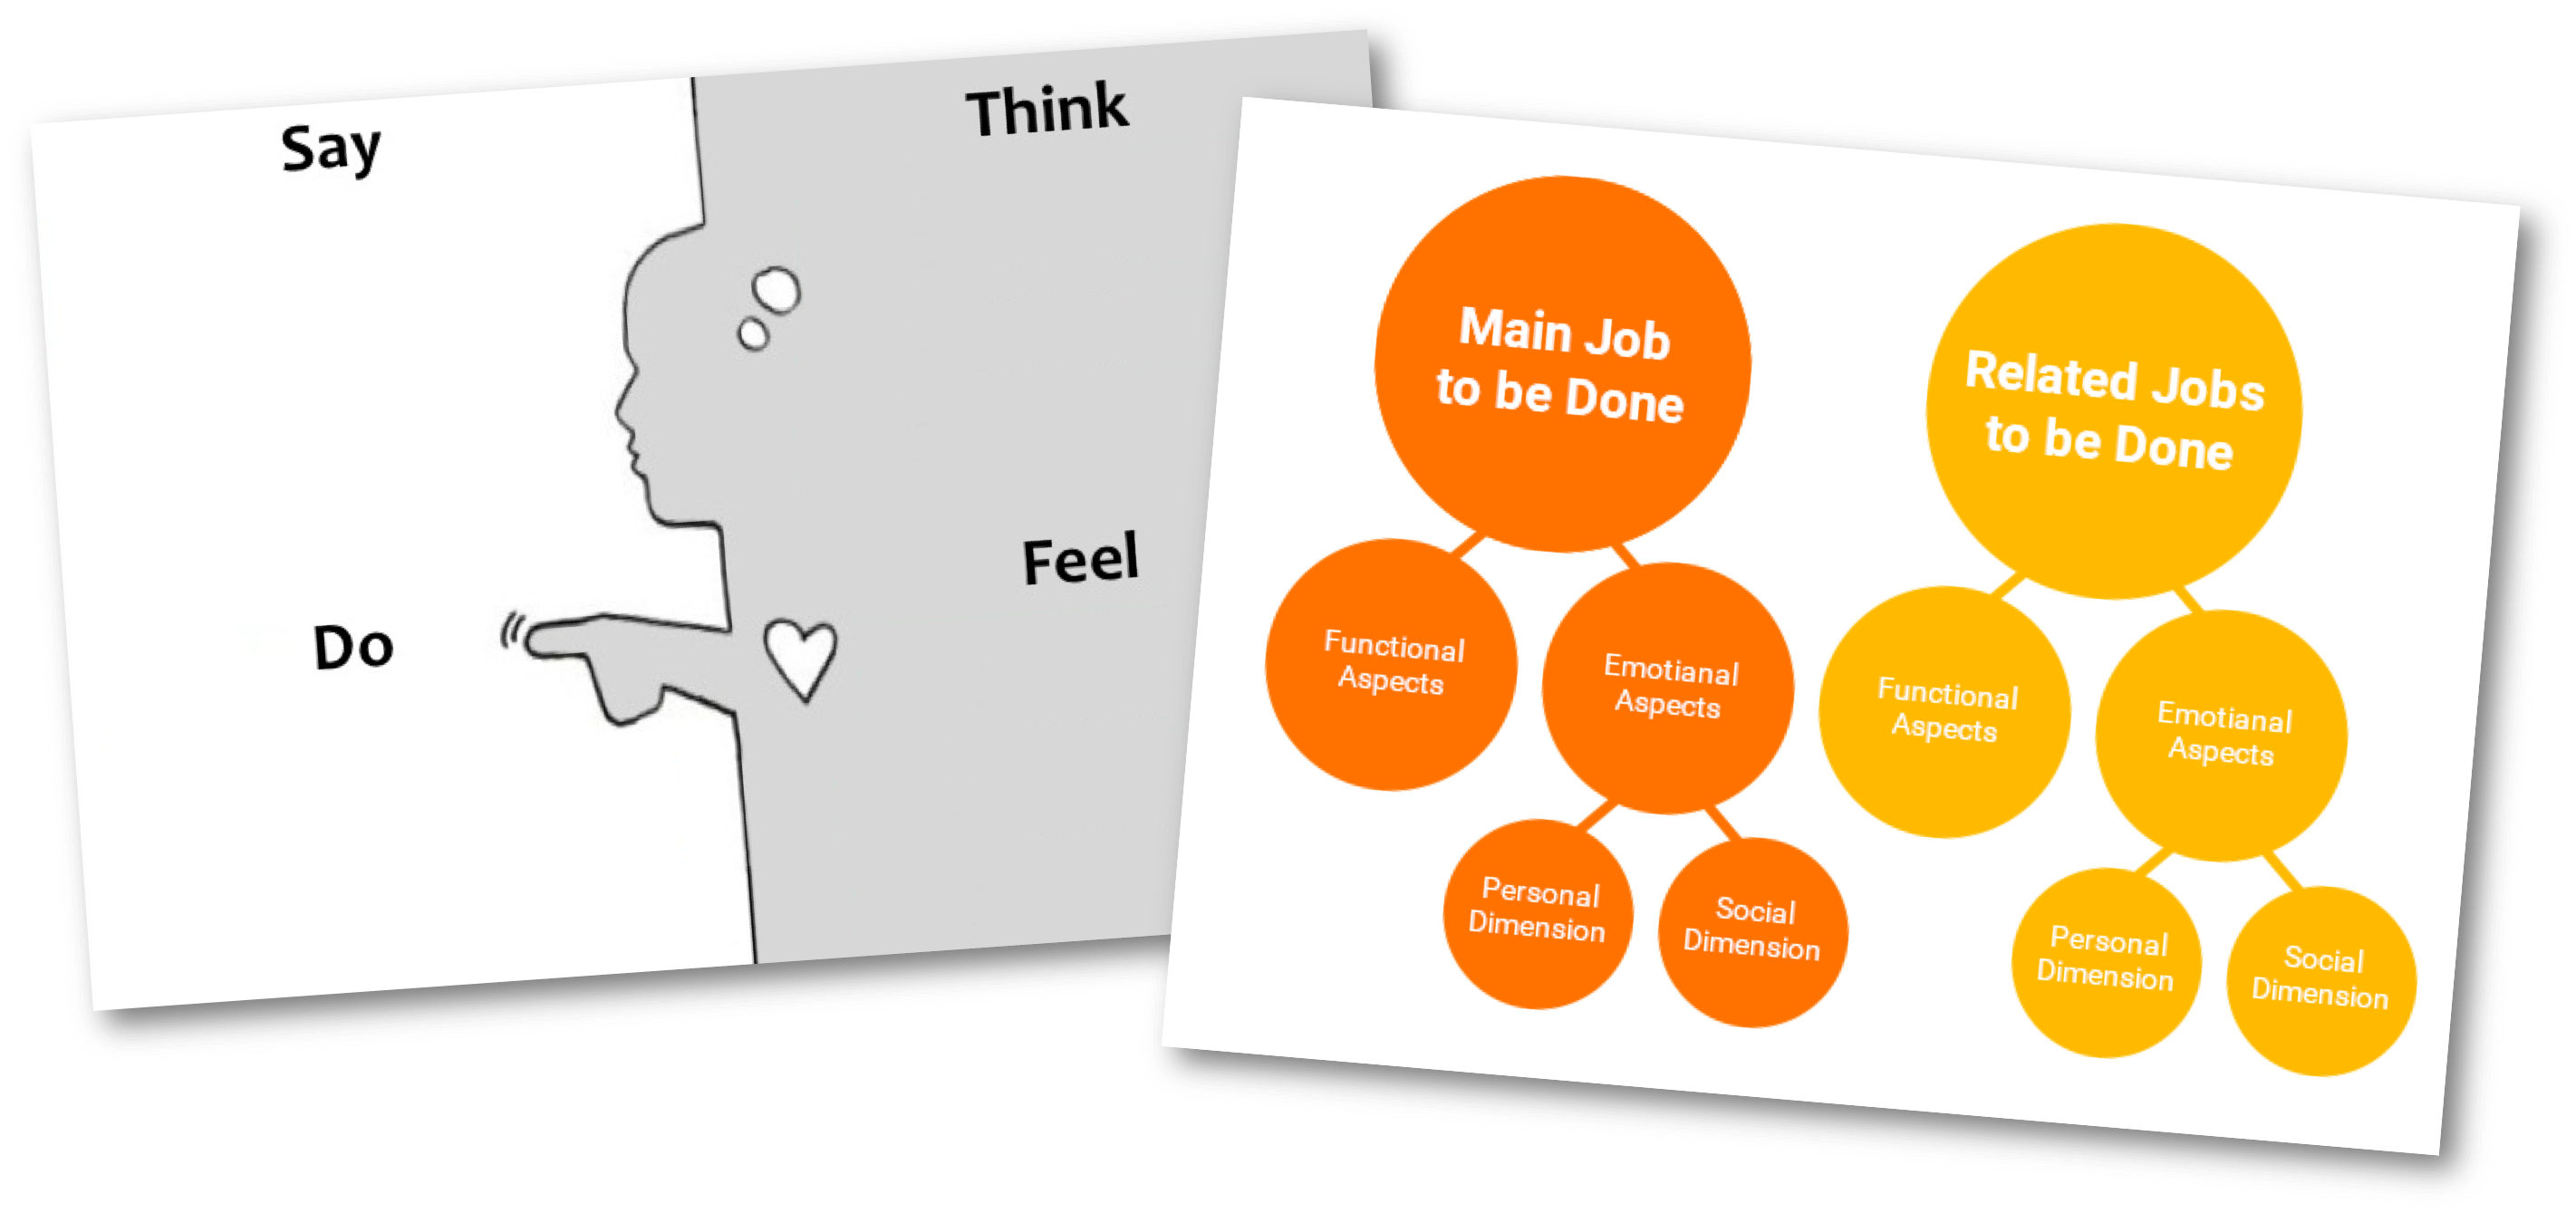 Say
Think
Feel
Do
Main Job
to be Done
Functional
Aspects
Emotianal
Aspects
Personal
Dimension
Social
Dimension
Related Jobs
to be Done
Functional
Aspects
Emotianal
Aspects
Personal
Dimension
Social
Dimension